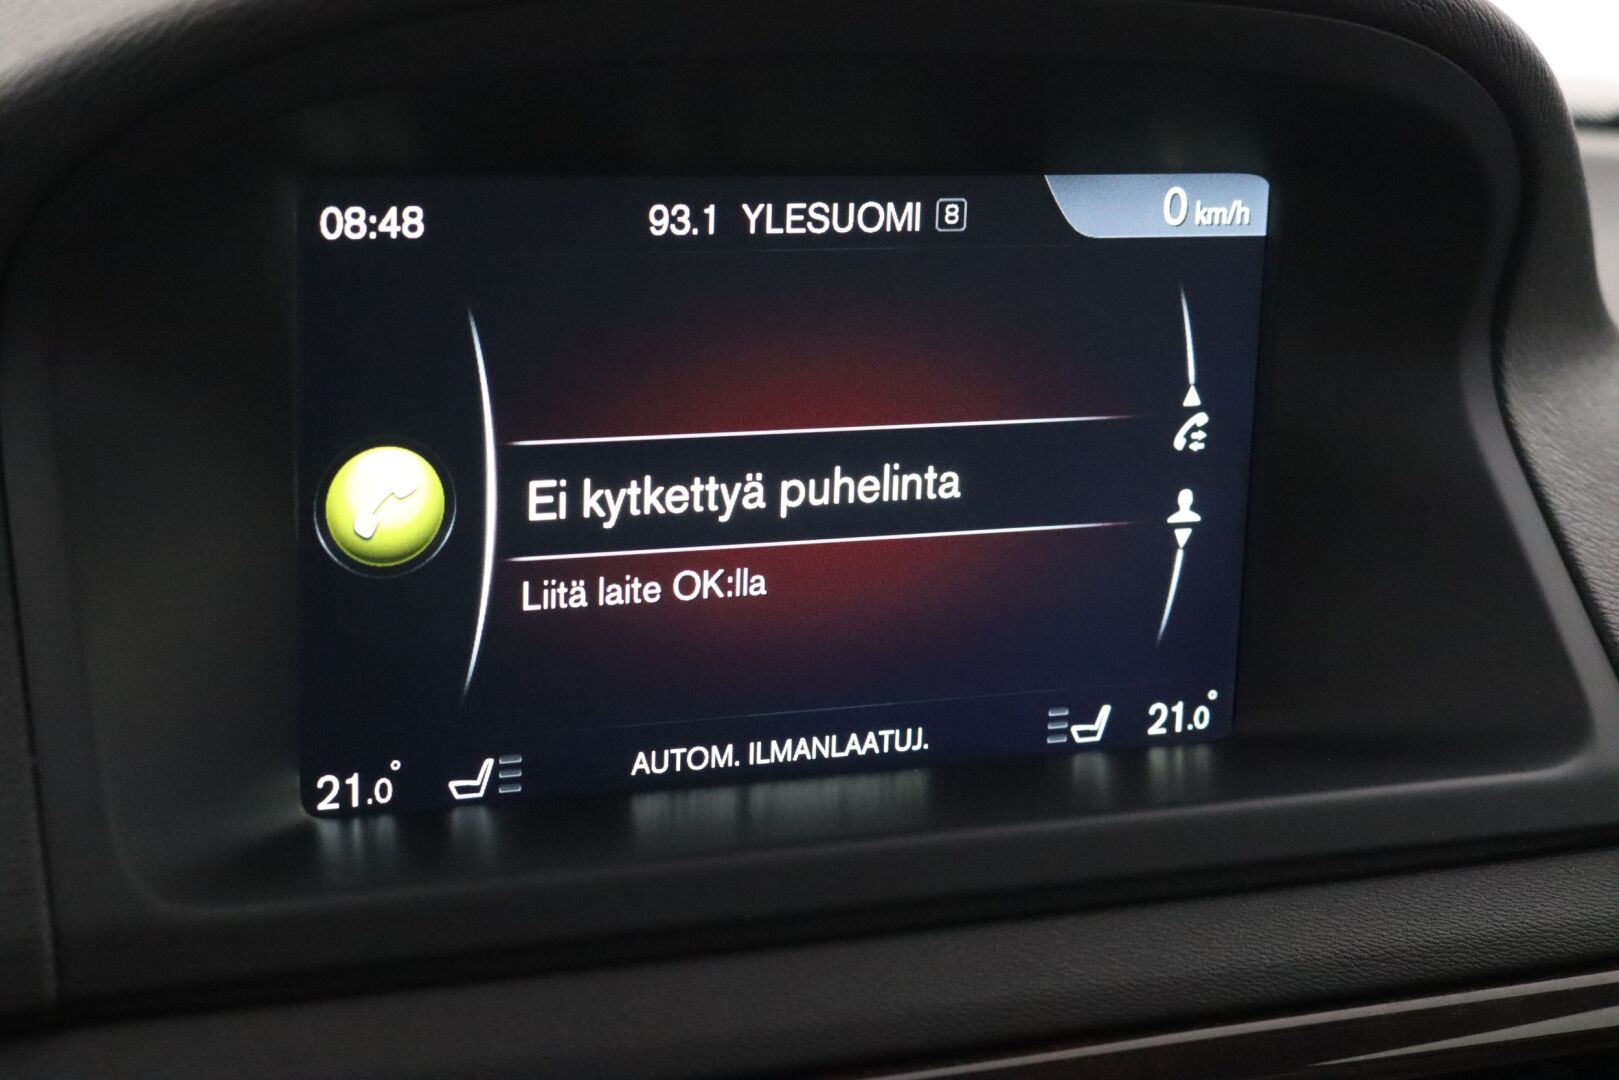 08:48 93.1 YLESUOMI 8 0 km/h
Ei kytkettyä puhelinta
Liitä laite OK:lla
21.0° AUTOM. ILMANLAATUJ. 21.0°